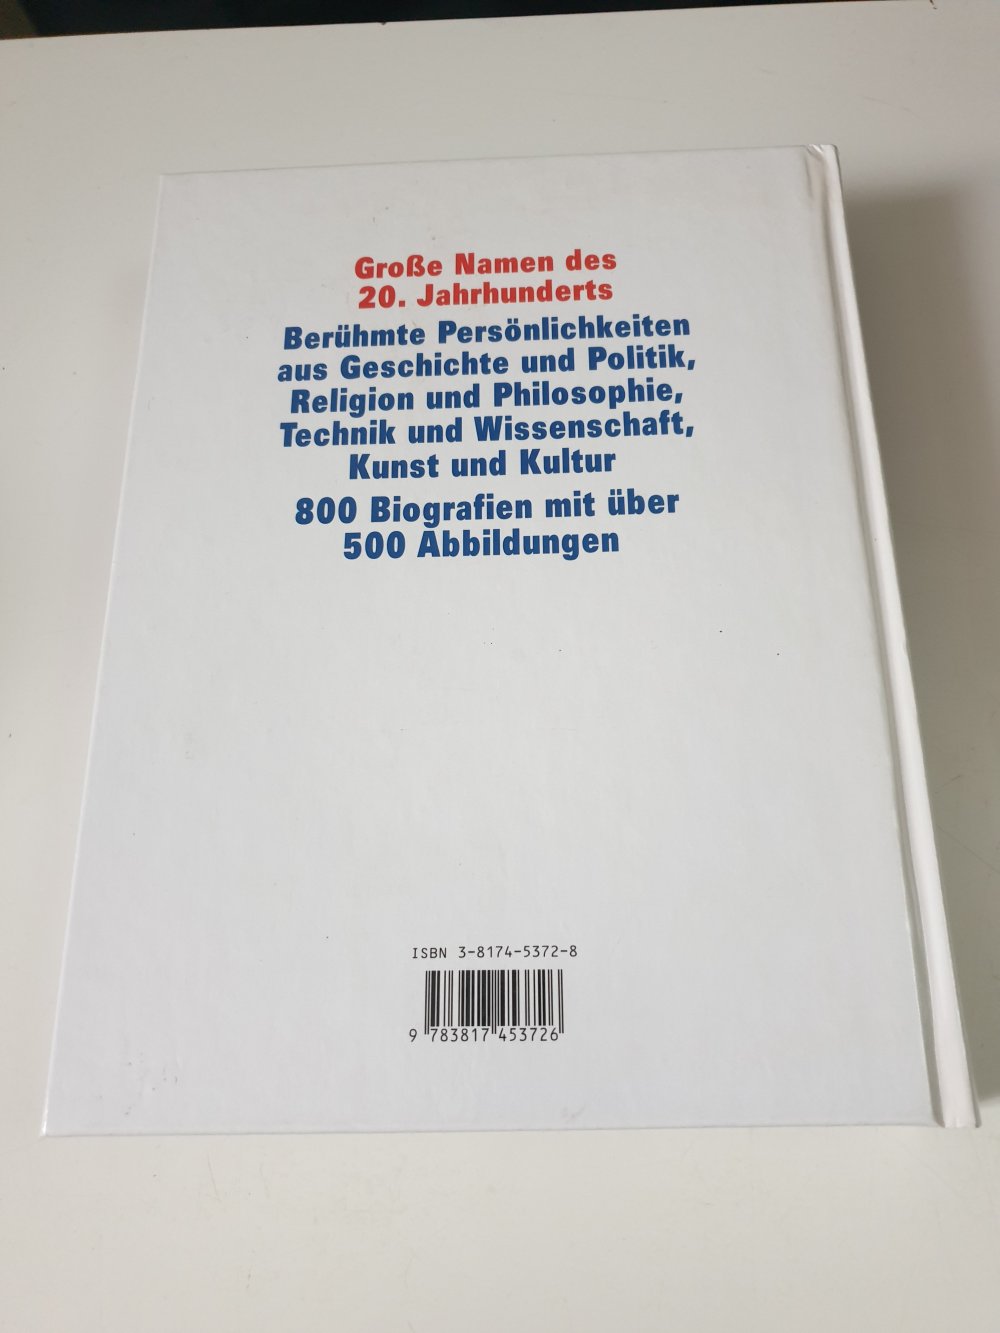 Große Namen des
20. Jahrhunderts
Berühmte Persönlichkeiten
aus Geschichte und Politik,
Religion und Philosophie,
Technik und Wissenschaft,
Kunst und Kultur
800 Biografien mit über
500 Abbildungen
ISBN 3-8174-5372-8
9 783817 453726